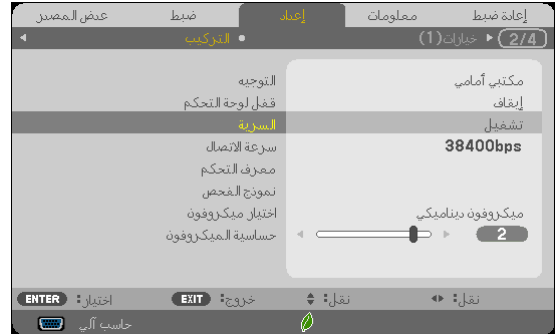 عرض المصدر ضبط إعداد معلومات إعادة ضبط
التركيب خيارات(1) 2/4
التوجيه مكتبي أمامي
قفل لوحة التحكم إيقاف
السرية تشغيل
سرعة الاتصال 38400bps
معرف التحكم
نموذج الفحص
اختيار ميكروفون ميكروفون ديناميكي
حساسية الميكروفون 2
ENTER :اختيار EXIT :خروج نقل: نقل:
حاسب آلي